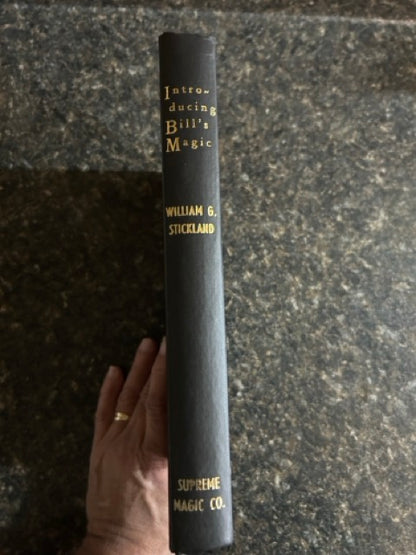 Intro-
ducing
Bill's
Magic
WILLIAM G.
STICKLAND
SUPREME
MAGIC CO.